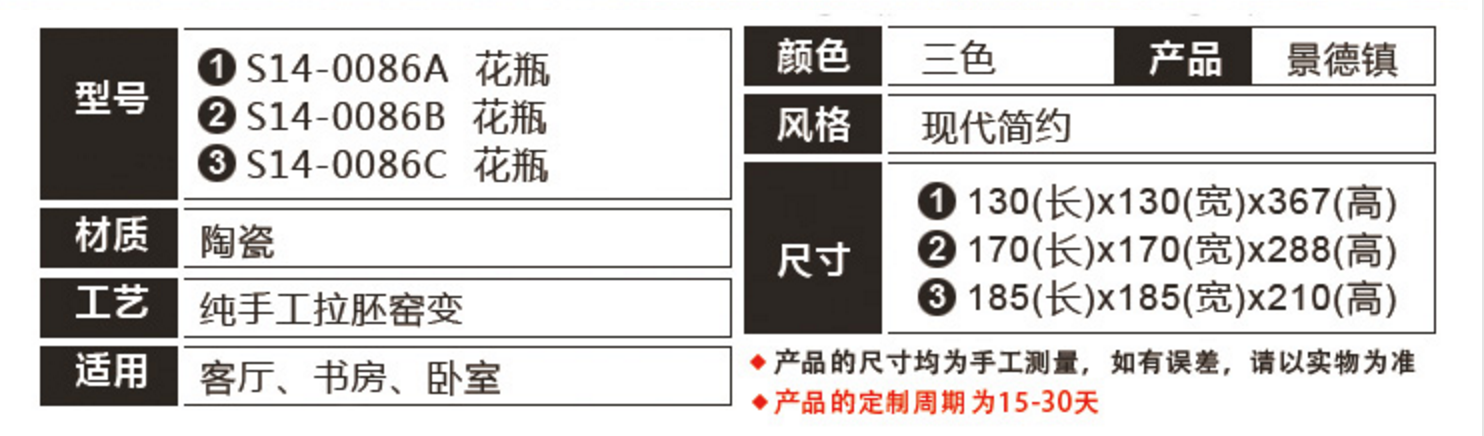 型号
❶ S14-0086A 花瓶
❷ S14-0086B 花瓶
❸ S14-0086C 花瓶
材质 陶瓷
工艺 纯手工拉胚窑变
适用 客厅、书房、卧室
颜色 三色 产品 景德镇
风格 现代简约
尺寸
❶ 130(长)x130(宽)x367(高)
❷ 170(长)x170(宽)x288(高)
❸ 185(长)x185(宽)x210(高)
◆产品的尺寸均为手工测量，如有误差，请以实物为准
◆产品的定制周期为15-30天